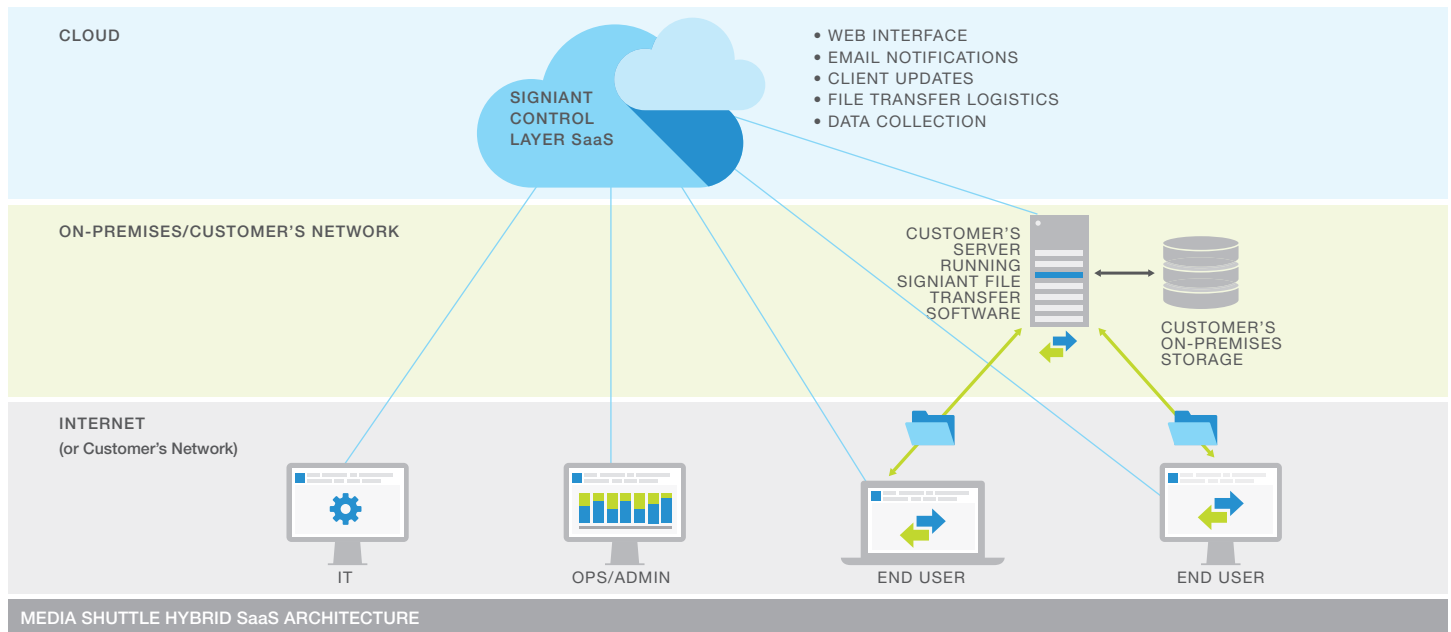 CLOUD
SIGNIANT
CONTROL
LAYER SaaS
• WEB INTERFACE
• EMAIL NOTIFICATIONS
• CLIENT UPDATES
• FILE TRANSFER LOGISTICS
• DATA COLLECTION
ON-PREMISES/CUSTOMER’S NETWORK
CUSTOMER’S
SERVER
RUNNING
SIGNIANT FILE
TRANSFER
SOFTWARE
CUSTOMER’S
ON-PREMISES
STORAGE
INTERNET
(or Customer’s Network)
IT
OPS/ADMIN
END USER
END USER
MEDIA SHUTTLE HYBRID SaaS ARCHITECTURE